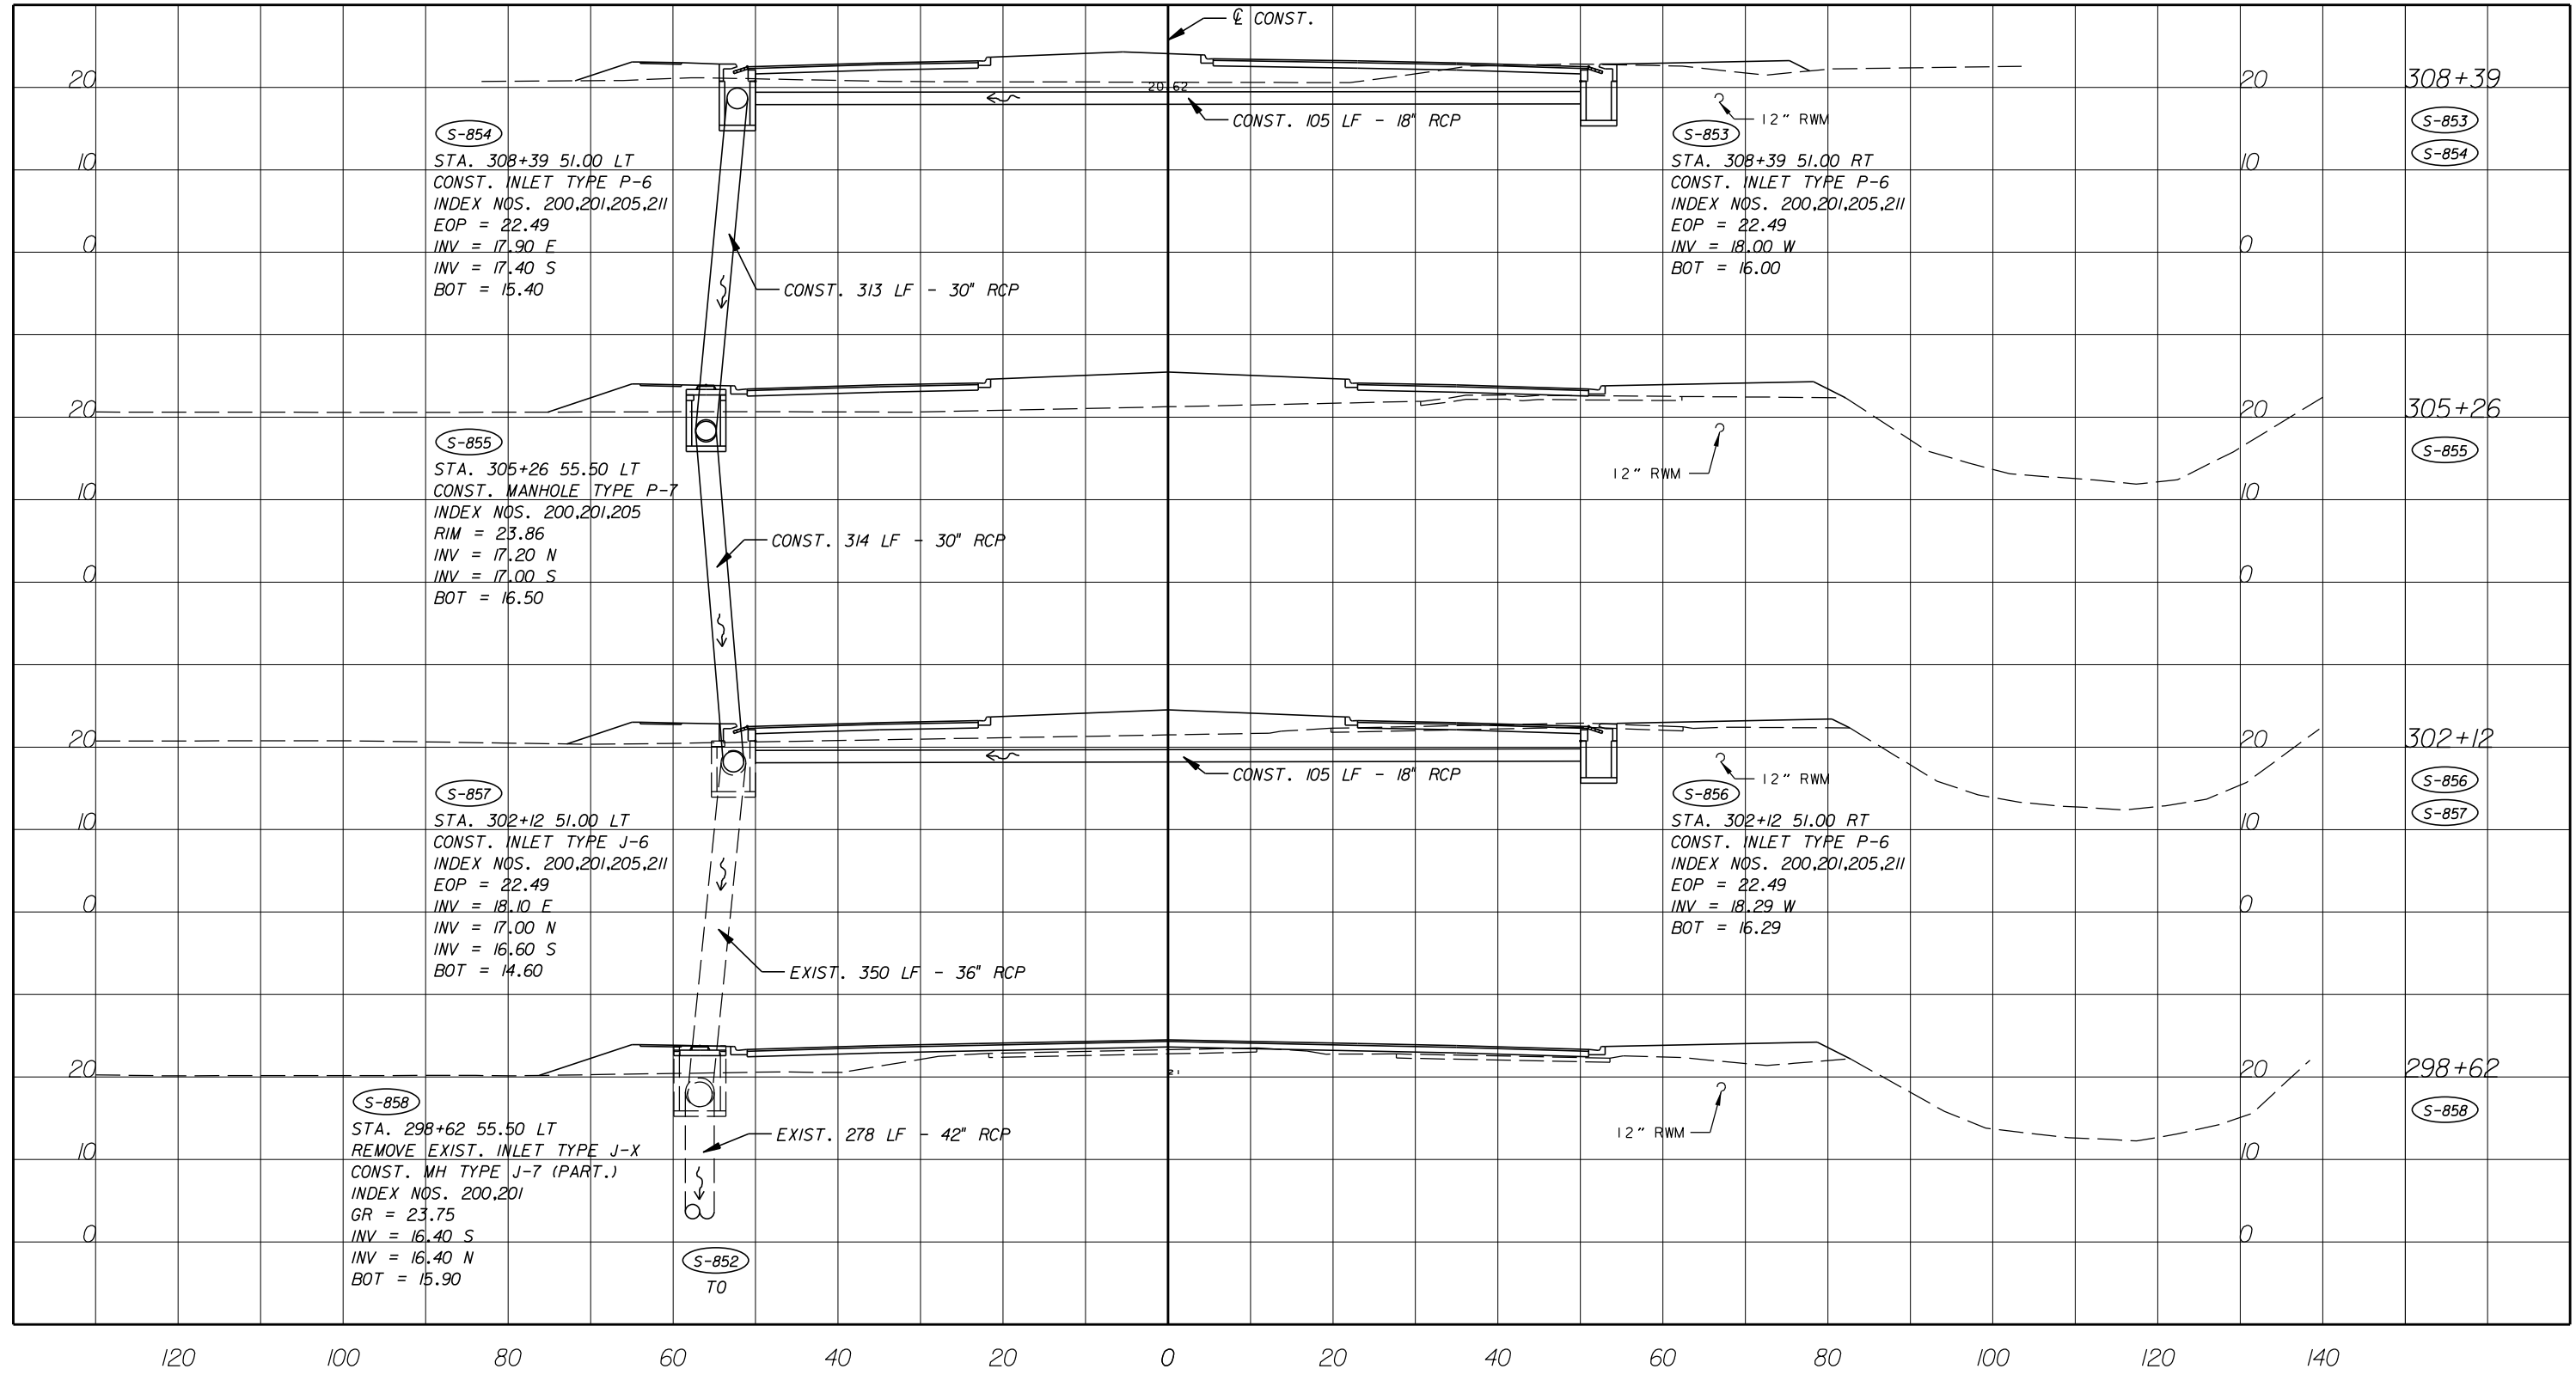 ℄ CONST.
20
20.62
20
308+39
12" RWM
CONST. 105 LF - 18" RCP
S-854
S-853
S-853
S-854
STA. 308+39 51.00 LT
CONST. INLET TYPE P-6
INDEX NOS. 200,201,205,211
EOP = 22.49
INV = 17.90 E
INV = 17.40 S
BOT = 15.40
STA. 308+39 51.00 RT
CONST. INLET TYPE P-6
INDEX NOS. 200,201,205,211
EOP = 22.49
INV = 18.00 W
BOT = 16.00
10
10
0
0
CONST. 313 LF - 30" RCP
20
20
305+26
S-855
S-855
STA. 305+26 55.50 LT
CONST. MANHOLE TYPE P-7
INDEX NOS. 200,201,205
RIM = 23.86
INV = 17.20 N
INV = 17.00 S
BOT = 16.50
12" RWM
10
10
CONST. 314 LF - 30" RCP
0
0
20
20
302+12
CONST. 105 LF - 18" RCP
12" RWM
S-857
S-856
S-856
S-857
STA. 302+12 51.00 LT
CONST. INLET TYPE J-6
INDEX NOS. 200,201,205,211
EOP = 22.49
INV = 18.10 E
INV = 17.00 N
INV = 16.60 S
BOT = 14.60
STA. 302+12 51.00 RT
CONST. INLET TYPE P-6
INDEX NOS. 200,201,205,211
EOP = 22.49
INV = 18.29 W
BOT = 16.29
10
10
0
0
EXIST. 350 LF - 36" RCP
20
21
20
298+62
S-858
S-858
STA. 298+62 55.50 LT
REMOVE EXIST. INLET TYPE J-X
CONST. MH TYPE J-7 (PART.)
INDEX NOS. 200,201
GR = 23.75
INV = 16.40 S
INV = 16.40 N
BOT = 15.90
EXIST. 278 LF - 42" RCP
12" RWM
10
10
0
0
S-852
TO
120 100 80 60 40 20 0 20 40 60 80 100 120 140